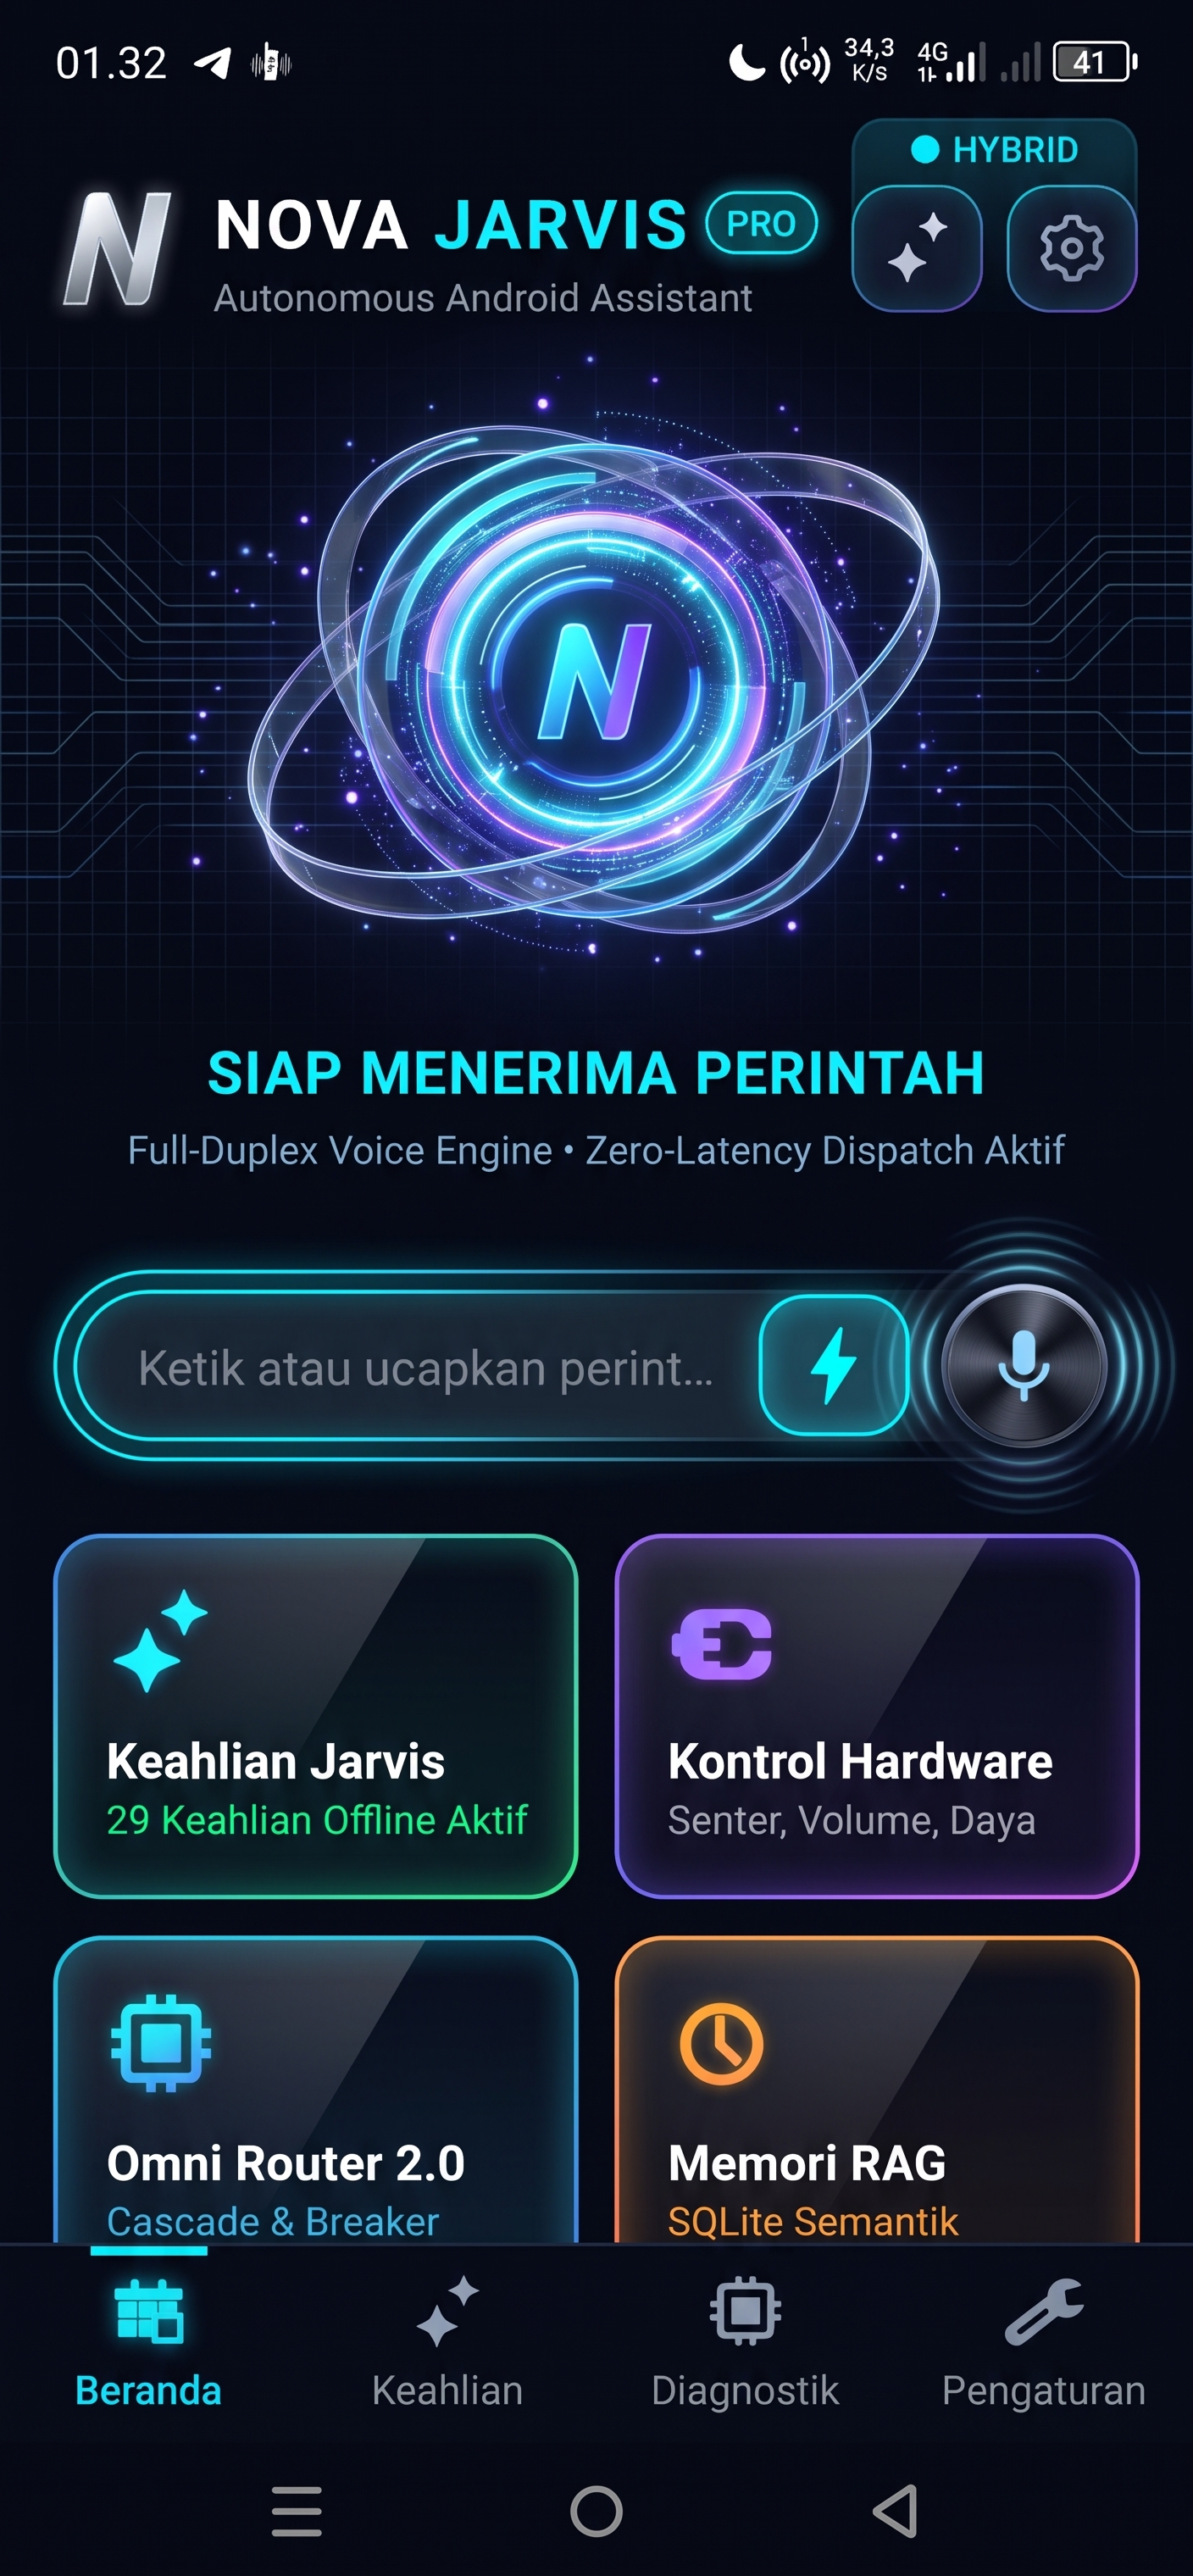 01.32
1
34,3
K/s
4G
41
HYBRID
N
NOVA JARVIS PRO
Autonomous Android Assistant
N
SIAP MENERIMA PERINTAH
Full-Duplex Voice Engine • Zero-Latency Dispatch Aktif
Ketik atau ucapkan perint...
Keahlian Jarvis
29 Keahlian Offline Aktif
Kontrol Hardware
Senter, Volume, Daya
Omni Router 2.0
Cascade & Breaker
Memori RAG
SQLite Semantik
Beranda
Keahlian
Diagnostik
Pengaturan